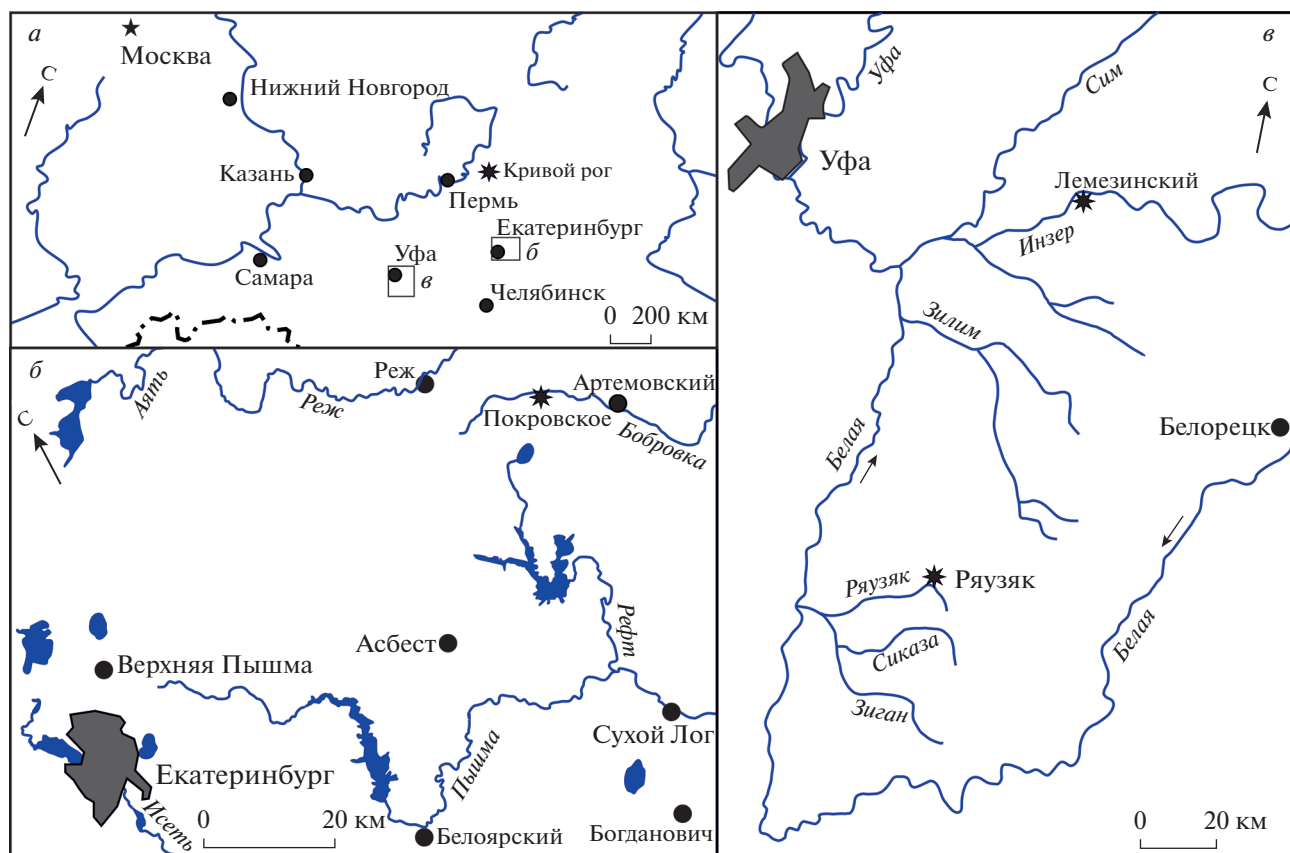 а
Москва
С
Нижний Новгород
Казань
Пермь
Кривой рог
Екатеринбург
б
Уфа
в
Самара
Челябинск
0 200 км
б
Аять
Реж
Реж
Артемовский
Покровское
Бобровка
С
Рефт
Асбест
Верхняя Пышма
Сухой Лог
Пышма
Екатеринбург
Исеть
0 20 км
Белоярский
Богданович
в
Уфа
Сим
С
Уфа
Лемезинский
Инзер
Зилим
Белая
Белорецк
Ряузяк
Ряузяк
Сиказа
Белая
Зиган
0 20 км